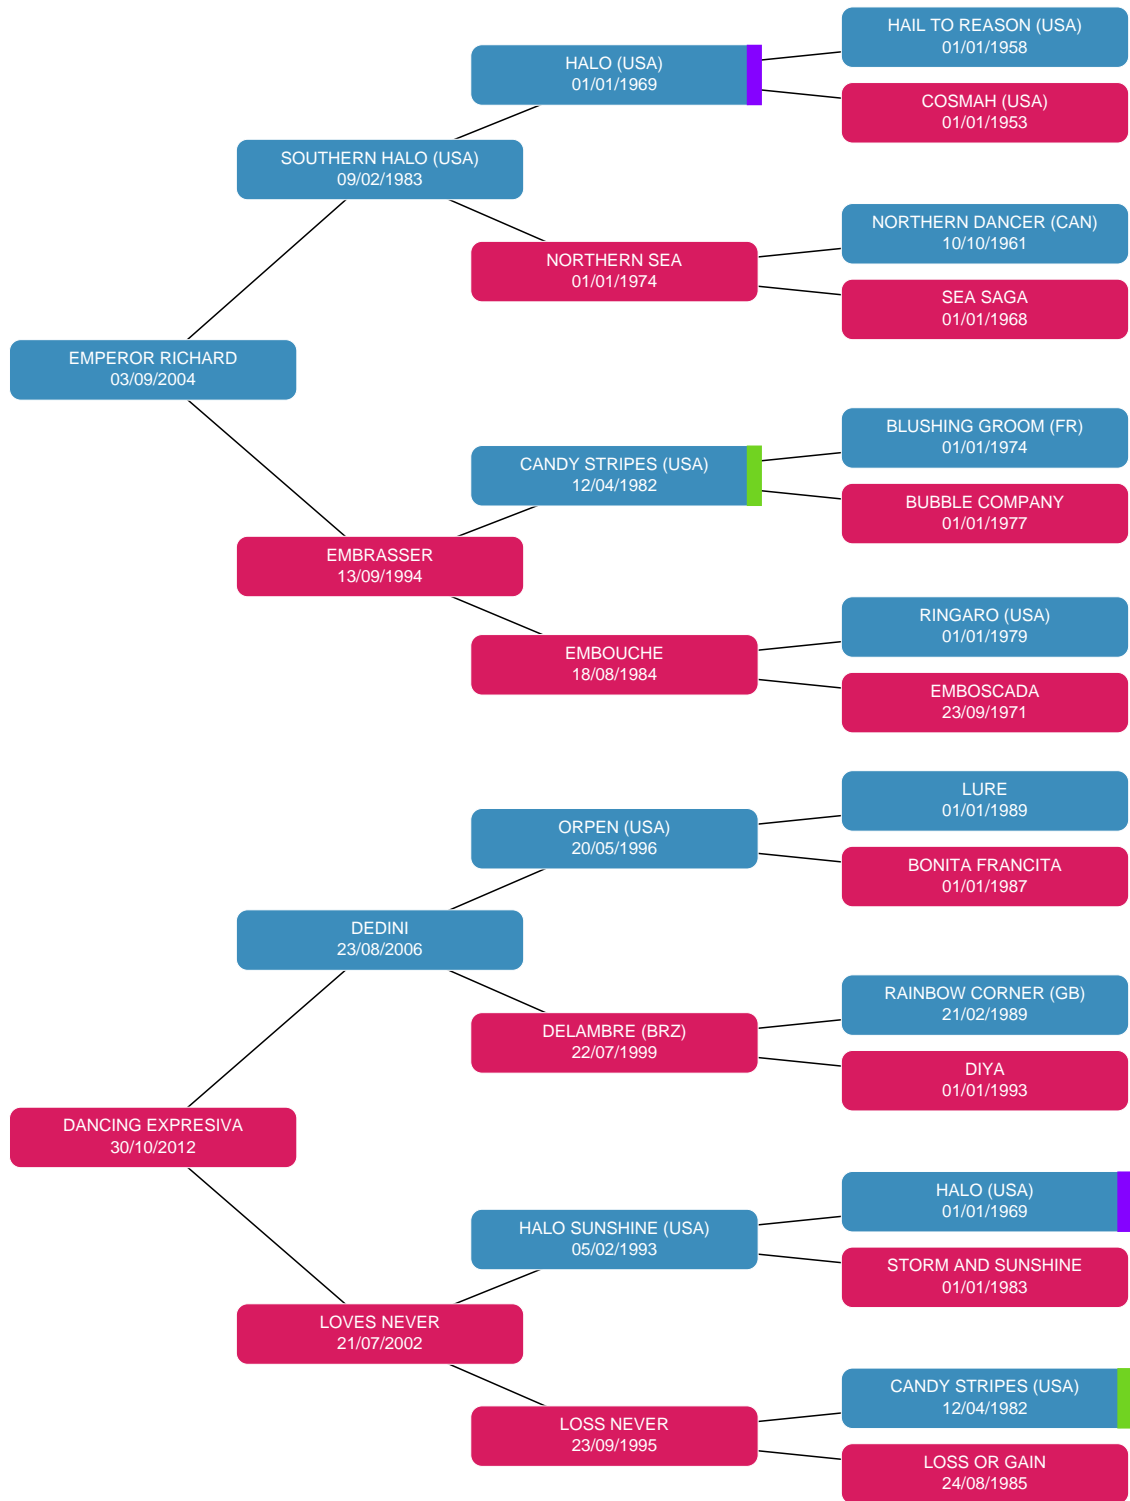 HAIL TO REASON (USA)
01/01/1958
HALO (USA)
01/01/1969
COSMAH (USA)
01/01/1953
SOUTHERN HALO (USA)
09/02/1983
NORTHERN DANCER (CAN)
10/10/1961
NORTHERN SEA
01/01/1974
SEA SAGA
01/01/1968
EMPEROR RICHARD
03/09/2004
BLUSHING GROOM (FR)
01/01/1974
CANDY STRIPES (USA)
12/04/1982
BUBBLE COMPANY
01/01/1977
EMBRASSER
13/09/1994
RINGARO (USA)
01/01/1979
EMBOUCHE
18/08/1984
EMBOSCADA
23/09/1971
LURE
01/01/1989
ORPEN (USA)
20/05/1996
BONITA FRANCITA
01/01/1987
DEDINI
23/08/2006
RAINBOW CORNER (GB)
21/02/1989
DELAMBRE (BRZ)
22/07/1999
DIYA
01/01/1993
DANCING EXPRESIVA
30/10/2012
HALO (USA)
01/01/1969
HALO SUNSHINE (USA)
05/02/1993
STORM AND SUNSHINE
01/01/1983
LOVES NEVER
21/07/2002
CANDY STRIPES (USA)
12/04/1982
LOSS NEVER
23/09/1995
LOSS OR GAIN
24/08/1985